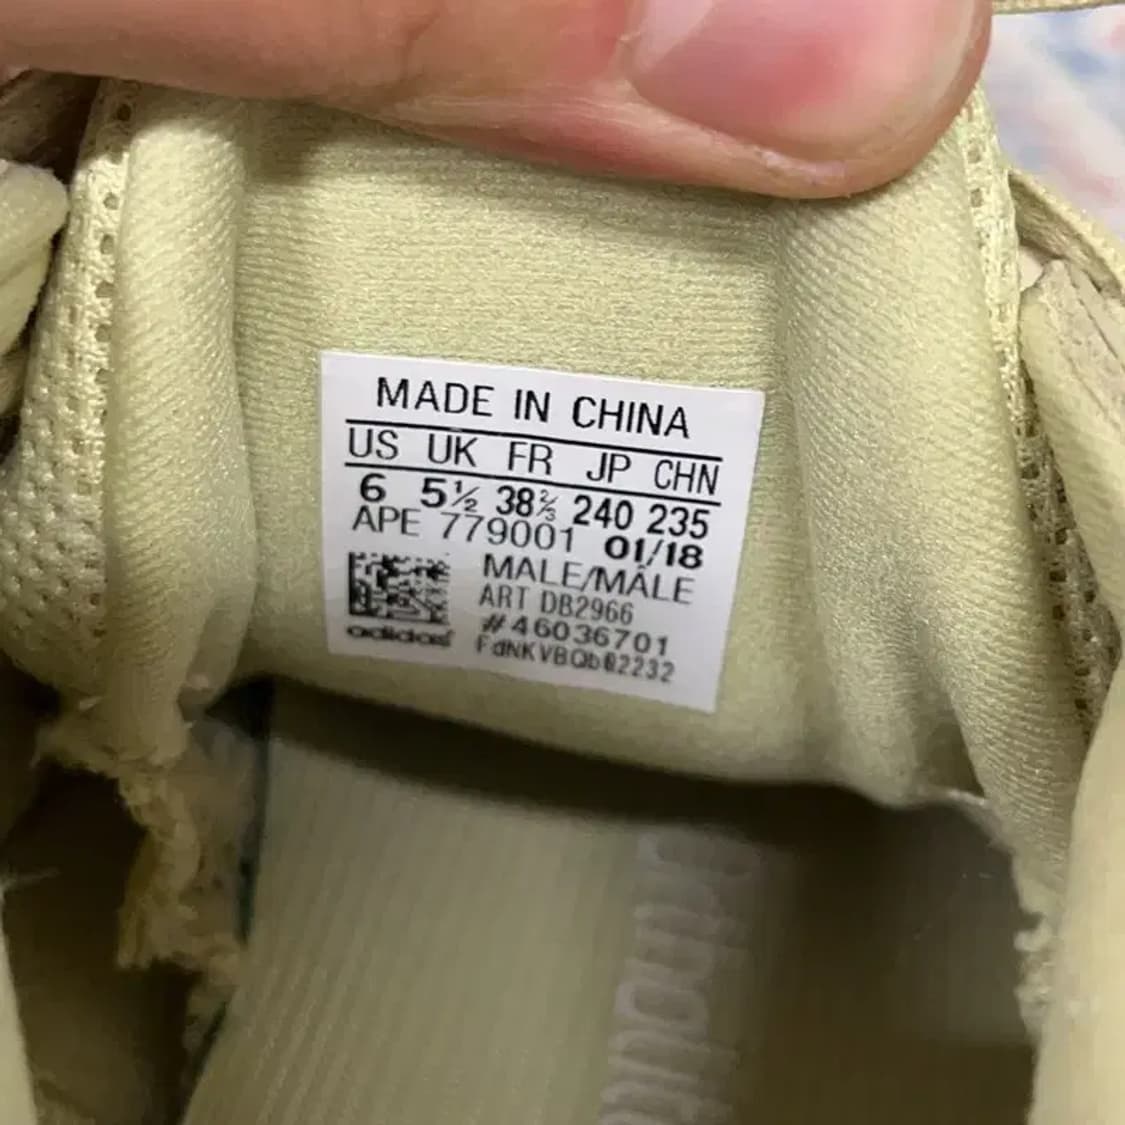 MADE IN CHINA
US UK FR JP CHN
6 5½ 38⅔ 240 235
APE 779001 01/18
MALE/MÂLE
ART DB2966
#46036701
adidas